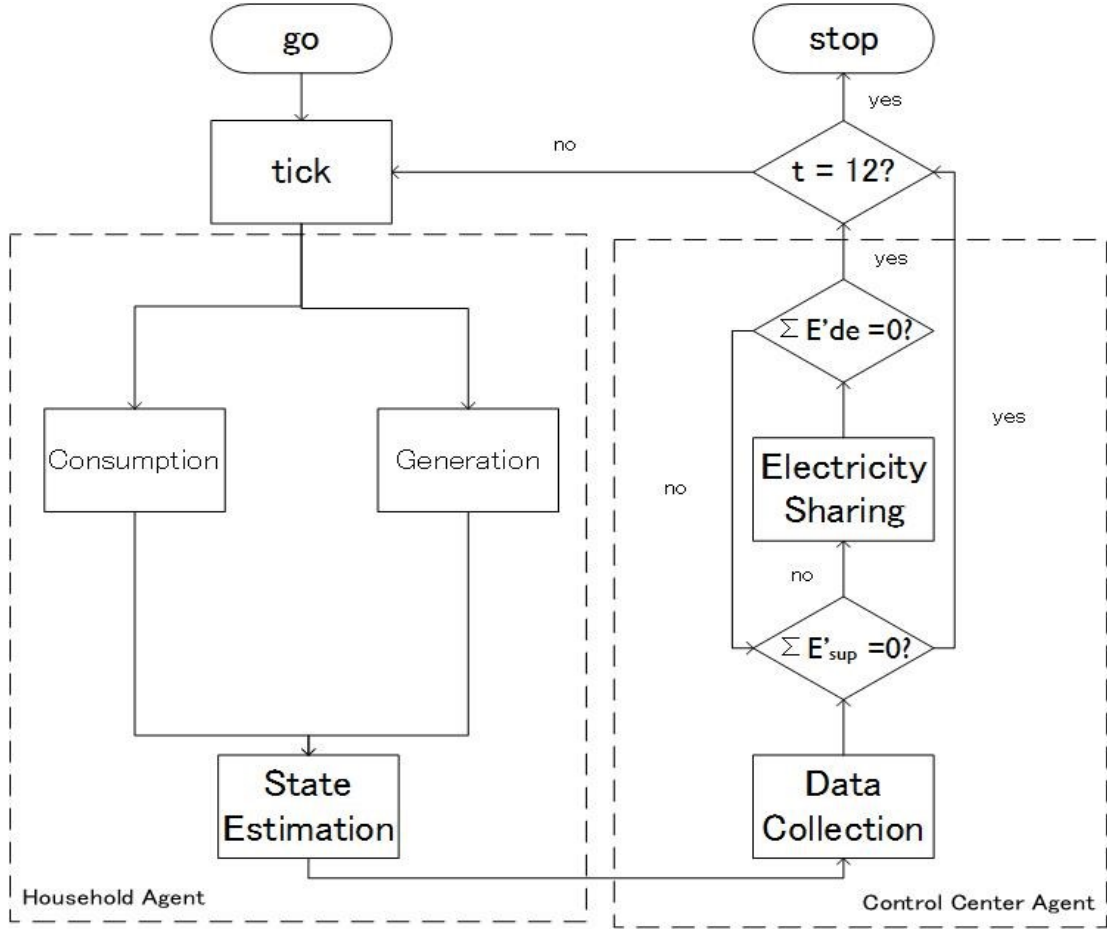 go
stop
yes
tick
no
t = 12?
yes
Σ E'de =0?
Consumption
Generation
yes
Electricity
Sharing
no
no
Σ E'sup =0?
State
Estimation
Data
Collection
Household Agent
Control Center Agent